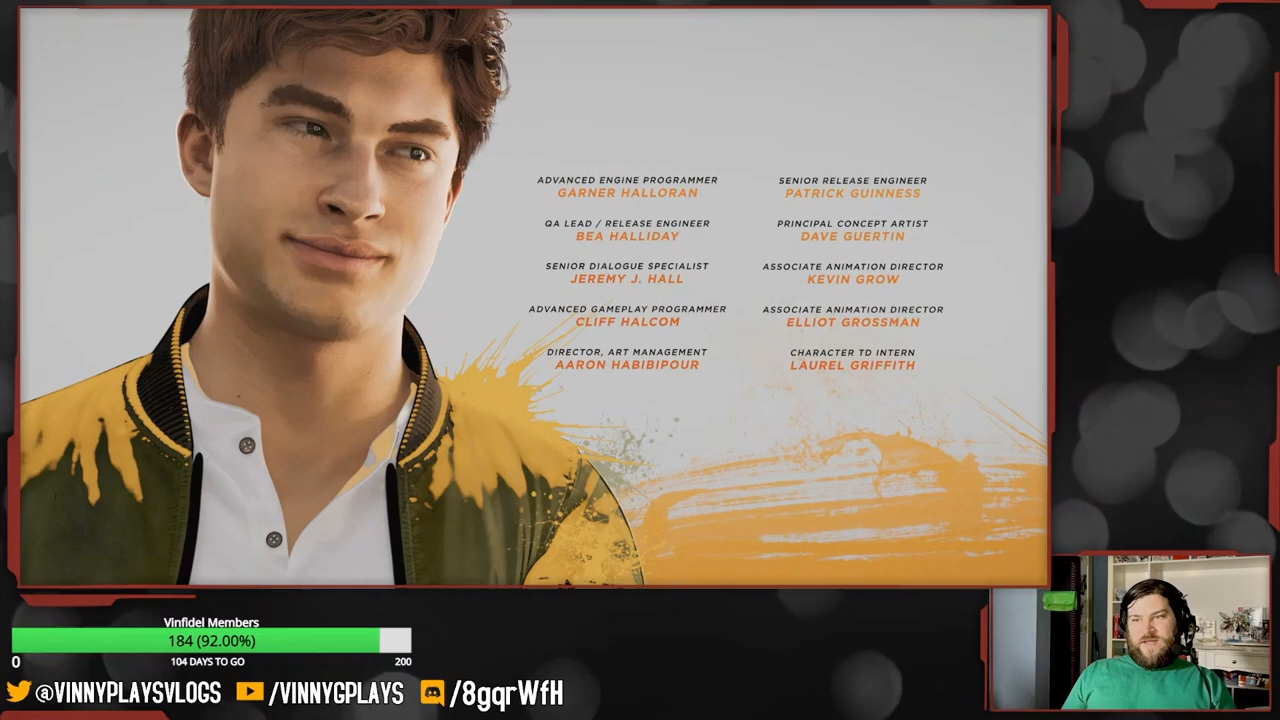 ADVANCED ENGINE PROGRAMMER
GARNER HALLORAN
QA LEAD / RELEASE ENGINEER
BEA HALLIDAY
SENIOR DIALOGUE SPECIALIST
JEREMY J. HALL
ADVANCED GAMEPLAY PROGRAMMER
CLIFF HALCOM
DIRECTOR, ART MANAGEMENT
AARON HABIBIPOUR
SENIOR RELEASE ENGINEER
PATRICK GUINNESS
PRINCIPAL CONCEPT ARTIST
DAVE GUERTIN
ASSOCIATE ANIMATION DIRECTOR
KEVIN GROW
ASSOCIATE ANIMATION DIRECTOR
ELLIOT GROSSMAN
CHARACTER TD INTERN
LAUREL GRIFFITH
Vinfidel Members
184 (92.00%)
0 104 DAYS TO GO 200
@VINNYPLAYSVLOGS /VINNYGPLAYS /8gqrWfH